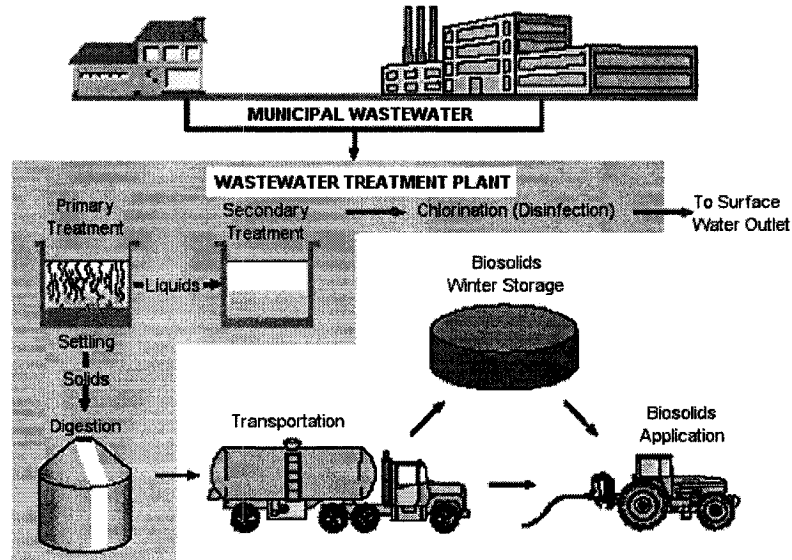 MUNICIPAL WASTEWATER
WASTEWATER TREATMENT PLANT
Primary
Treatment
Secondary
Treatment
Chlorination (Disinfection)
To Surface
Water Outlet
Liquids
Biosolids
Winter Storage
Settling
Solids
Digestion
Transportation
Biosolids
Application